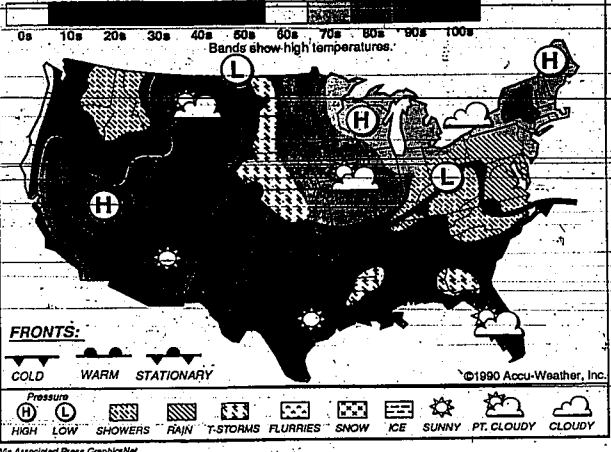 0s 10s 20s 30s 40s 50s 60s 70s 80s 90s 100s
Bands show high temperatures.
L
H
H
L
H
FRONTS:
COLD WARM STATIONARY
©1990 Accu-Weather, Inc.
Pressure
H L
HIGH LOW SHOWERS RAIN T-STORMS FLURRIES SNOW ICE SUNNY PT. CLOUDY CLOUDY
Via Associated Press GraphicsNet